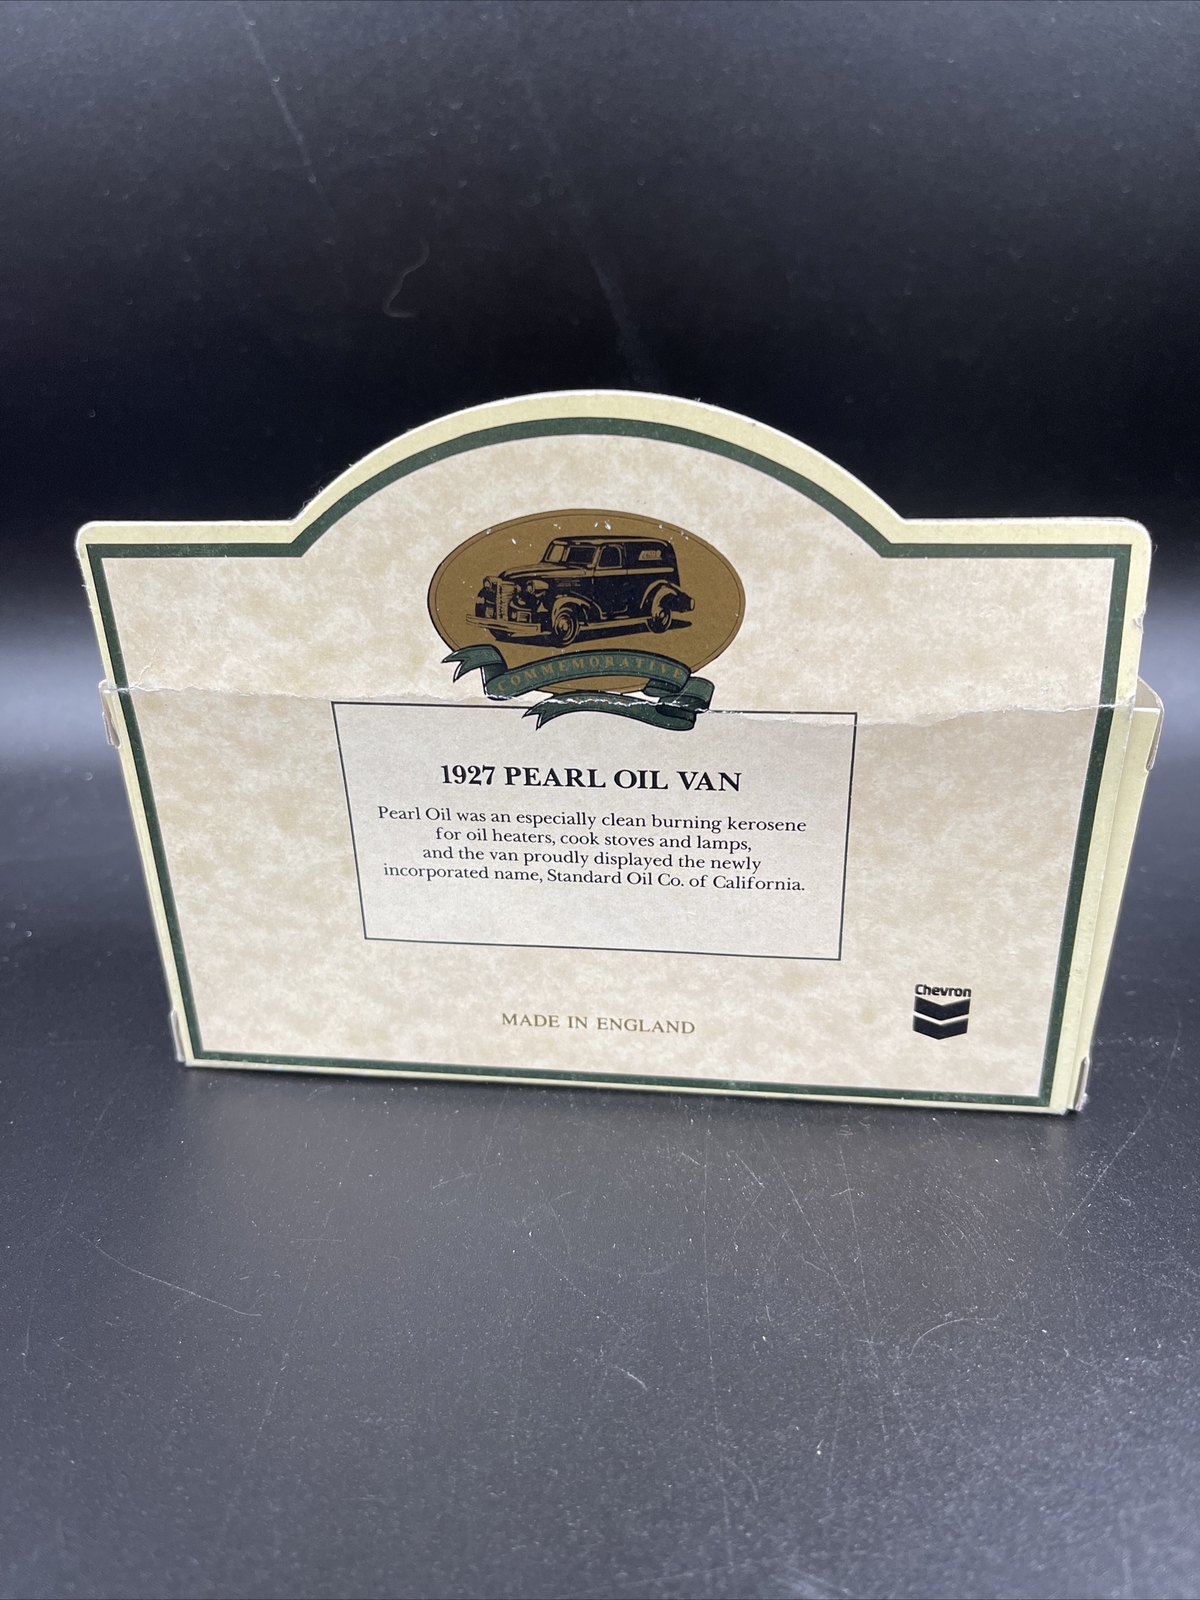 COMMEMORATIVE
1927 PEARL OIL VAN
Pearl Oil was an especially clean burning kerosene
for oil heaters, cook stoves and lamps,
and the van proudly displayed the newly
incorporated name, Standard Oil Co. of California.
Chevron
MADE IN ENGLAND